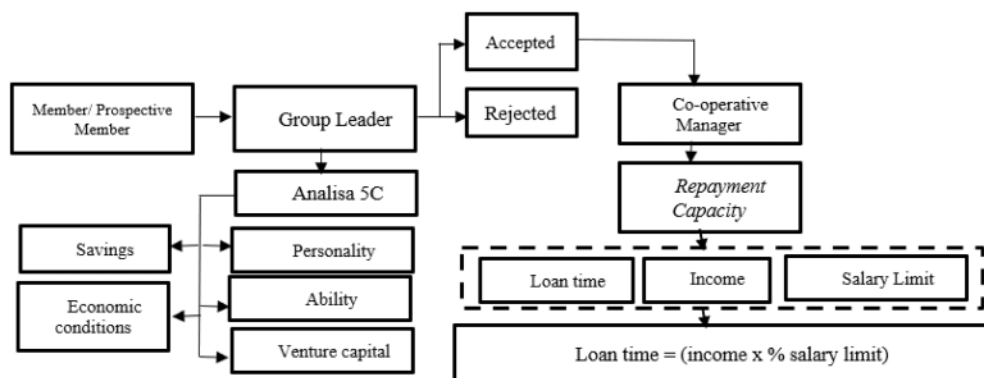 Accepted
Member/ Prospective
Member
Group Leader
Rejected
Co-operative
Manager
Analisa 5C
Repayment
Capacity
Savings
Personality
Loan time
Income
Salary Limit
Economic
conditions
Ability
Venture capital
Loan time = (income x % salary limit)